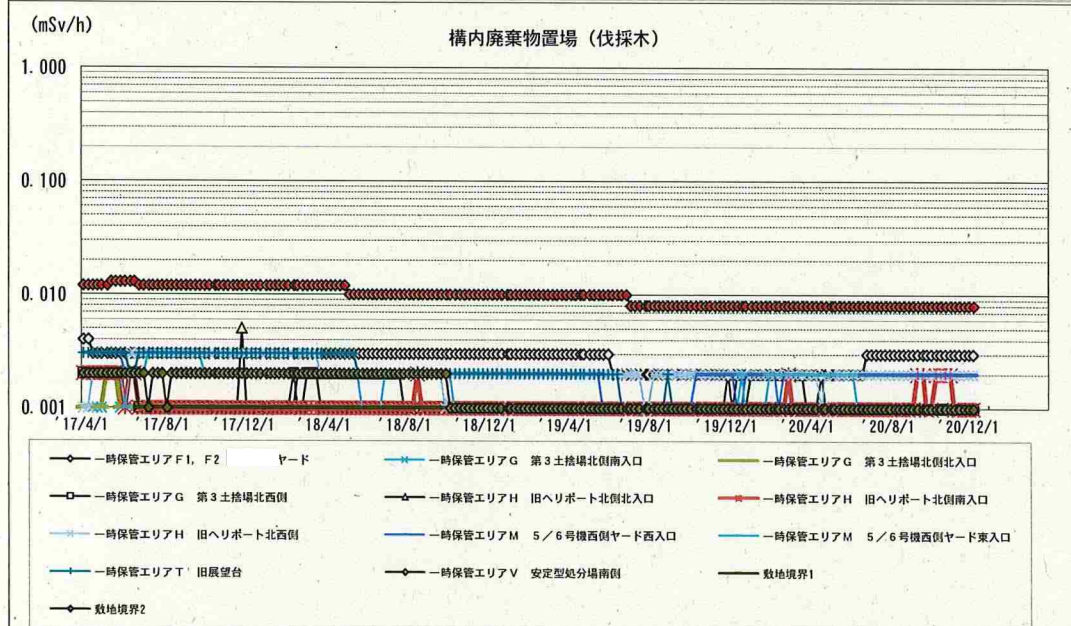 (mSv/h)
構内廃棄物置場（伐採木）
1.000
0.100
0.010
0.001
'17/4/1 '17/8/1 '17/12/1 '18/4/1 '18/8/1 '18/12/1 '19/4/1 '19/8/1 '19/12/1 '20/4/1 '20/8/1 '20/12/1
一時保管エリアF1, F2 ヤード
一時保管エリアG 第3土捨場北側南入口
一時保管エリアG 第3土捨場北側北入口
一時保管エリアG 第3土捨場北西側
一時保管エリアH 旧ヘリポート北側北入口
一時保管エリアH 旧ヘリポート北側南入口
一時保管エリアH 旧ヘリポート北西側
一時保管エリアM 5／6号機西側ヤード西入口
一時保管エリアM 5／6号機西側ヤード東入口
一時保管エリアT 旧展望台
一時保管エリアV 安定型処分場南側
敷地境界1
敷地境界2